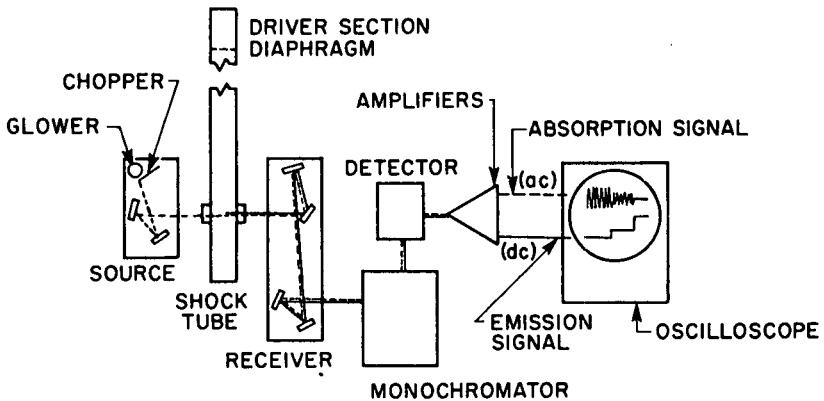 DRIVER SECTION
DIAPHRAGM
CHOPPER
GLOWER
AMPLIFIERS
ABSORPTION SIGNAL
DETECTOR
(ac)
(dc)
SOURCE
SHOCK
TUBE
RECEIVER
EMISSION
SIGNAL
OSCILLOSCOPE
MONOCHROMATOR